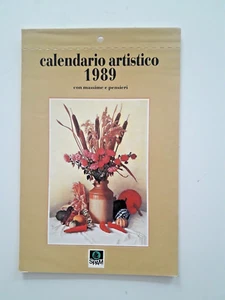 calendario artistico
1989
con massime e pensieri